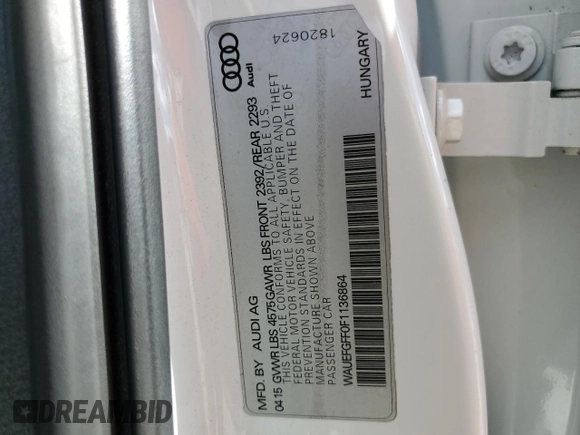 1820624
Audi
MFD. BY AUDI AG
0415 GVWR LBS 4575 GAWR LBS FRONT 2392/REAR 2293
THIS VEHICLE CONFORMS TO ALL APPLICABLE U.S.
FEDERAL MOTOR VEHICLE SAFETY, BUMPER AND THEFT
PREVENTION STANDARDS IN EFFECT ON THE DATE OF
MANUFACTURE SHOWN ABOVE
PASSENGER CAR
WAUEFGFF0F1136864
HUNGARY
DREAMBID